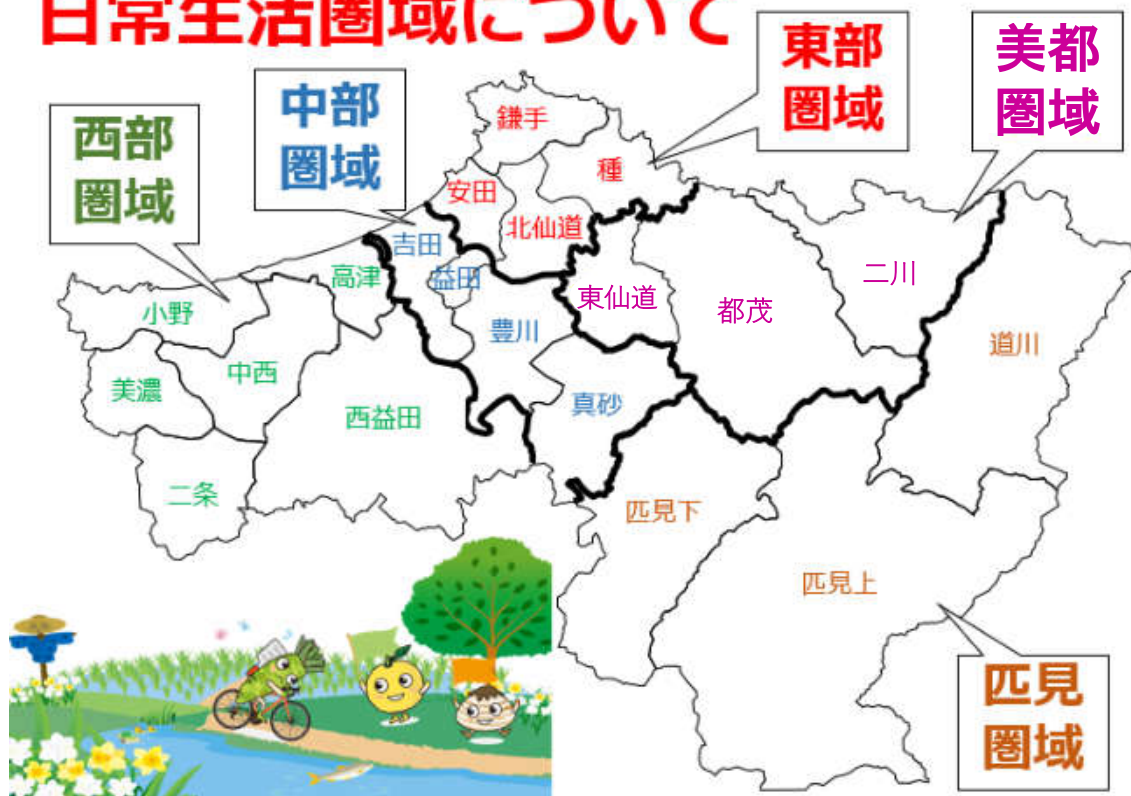 日常生活圏域について
東部
圏域
美都
圏域
中部
圏域
西部
圏域
鎌手
種
安田
北仙道
吉田
益田
高津
東仙道
二川
都茂
小野
豊川
道川
中西
美濃
真砂
西益田
二条
匹見下
匹見上
匹見
圏域